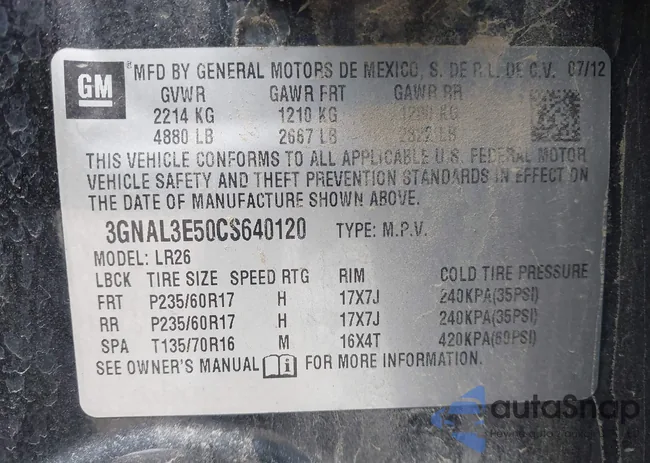 GM
® MFD BY GENERAL MOTORS DE MEXICO, S. DE R.L. DE C.V. 07/12
GVWR GAWR FRT GAWR RR
2214 KG 1210 KG KG
4880 LB 2667 LB LB
THIS VEHICLE CONFORMS TO ALL APPLICABLE U.S. FEDERAL MOTOR
VEHICLE SAFETY AND THEFT PREVENTION STANDARDS IN EFFECT ON
THE DATE OF MANUFACTURE SHOWN ABOVE.
3GNAL3E50CS640120 TYPE: M.P.V.
MODEL: LR26
LBCK TIRE SIZE SPEED RTG RIM COLD TIRE PRESSURE
FRT P235/60R17 H 17X7J 240KPA(35PSI)
RR P235/60R17 H 17X7J 240KPA(35PSI)
SPA T135/70R16 M 16X4T 420KPA(60PSI)
SEE OWNER'S MANUAL i FOR MORE INFORMATION.
autoSnap